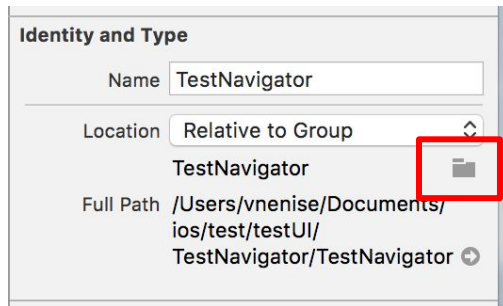 Identity and Type
Name TestNavigator
Location Relative to Group
TestNavigator
Full Path /Users/vnenise/Documents/
ios/test/testUI/
TestNavigator/TestNavigator